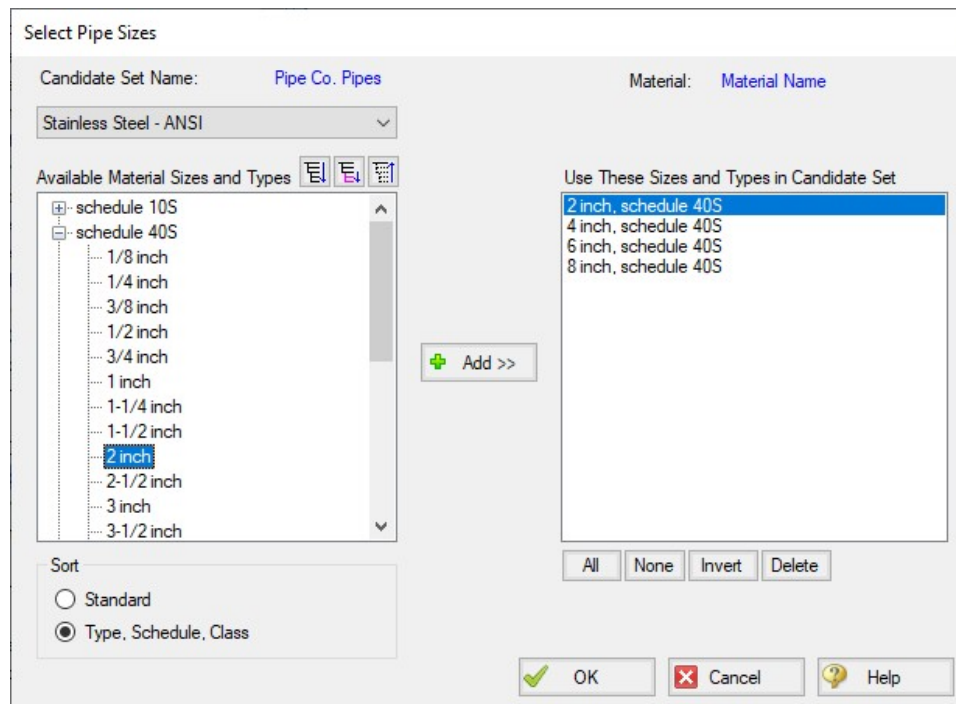 Select Pipe Sizes
Candidate Set Name: Pipe Co. Pipes
Material: Material Name
Stainless Steel - ANSI
Available Material Sizes and Types
schedule 10S
schedule 40S
1/8 inch
1/4 inch
3/8 inch
1/2 inch
3/4 inch
1 inch
1-1/4 inch
1-1/2 inch
2 inch
2-1/2 inch
3 inch
3-1/2 inch
Sort
Standard
Type, Schedule, Class
Add >>
Use These Sizes and Types in Candidate Set
2 inch, schedule 40S
4 inch, schedule 40S
6 inch, schedule 40S
8 inch, schedule 40S
All None Invert Delete
OK Cancel Help